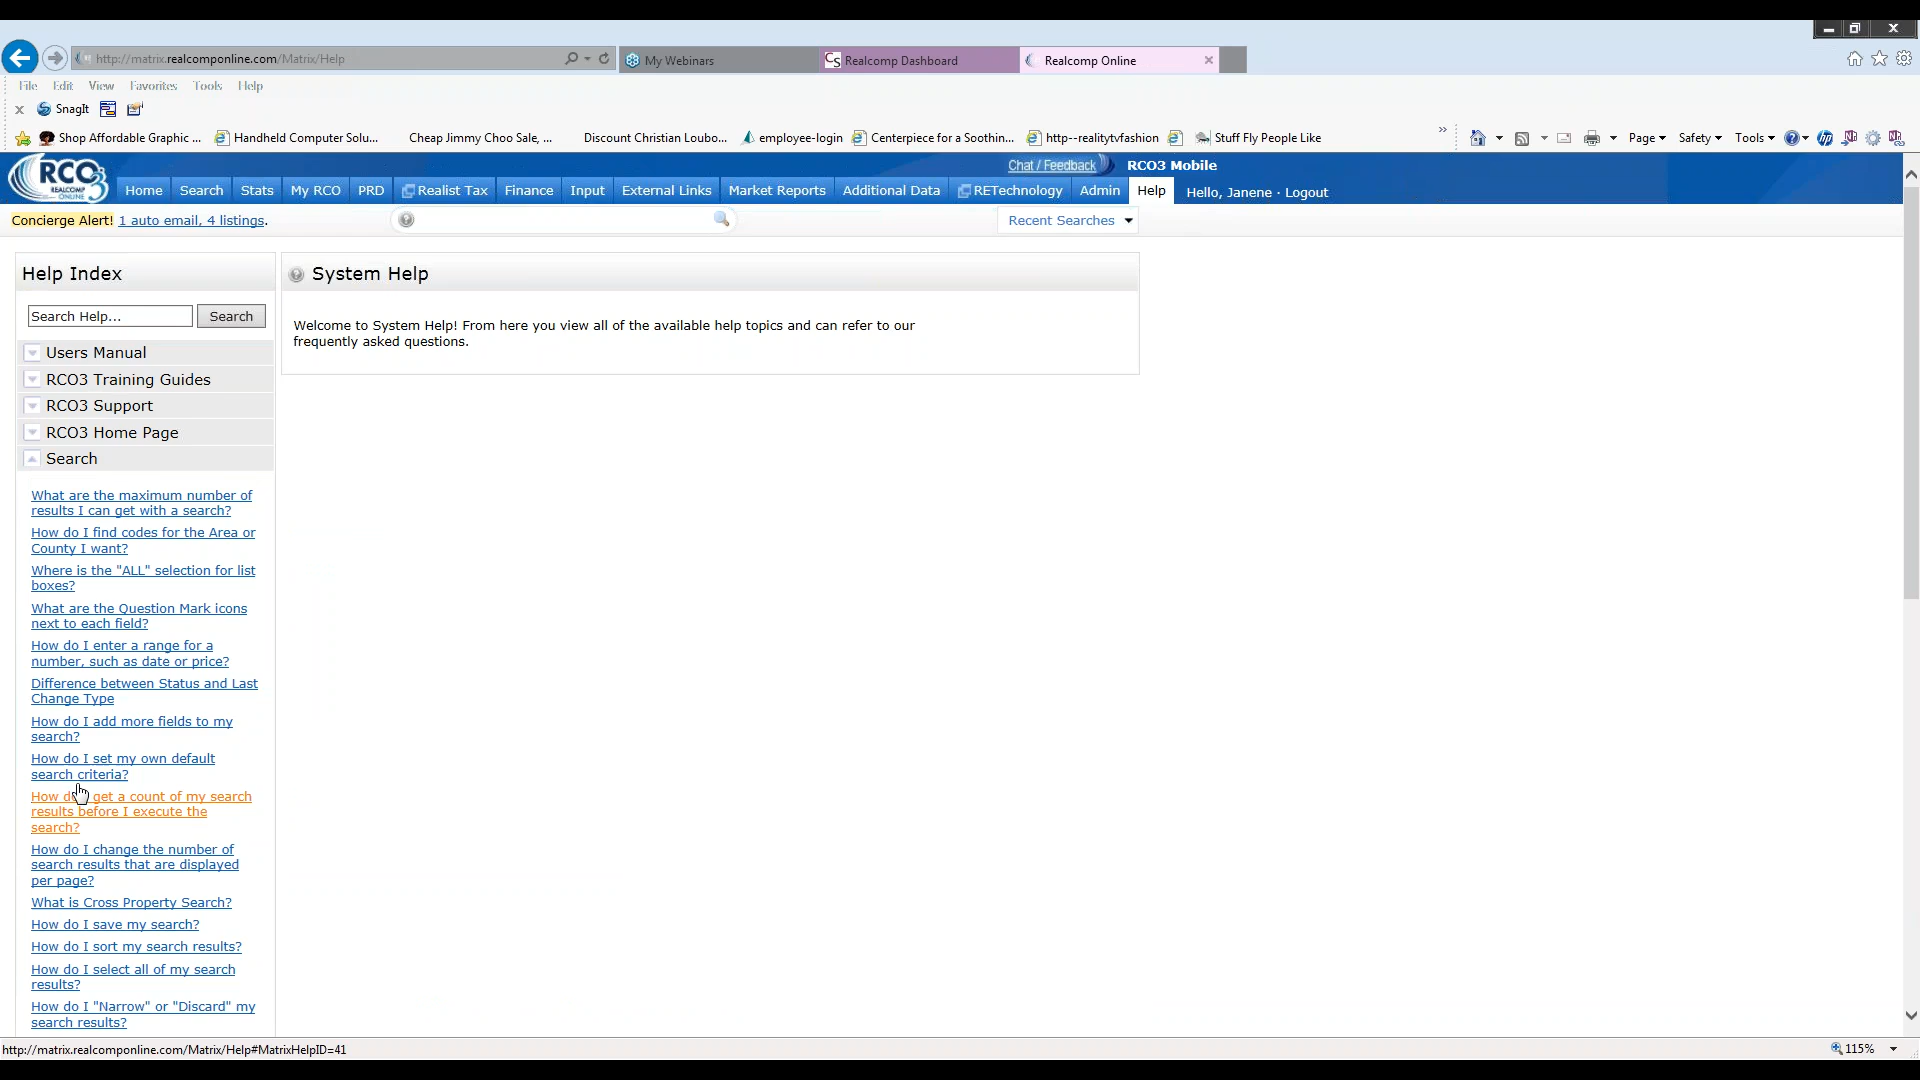 http://matrix.realcomponline.com/Matrix/Help
My Webinars
Realcomp Dashboard
Realcomp Online
File Edit View Favorites Tools Help
SnagIt
Shop Affordable Graphic ...
Handheld Computer Solu...
Cheap Jimmy Choo Sale, ...
Discount Christian Loubo...
employee-login
Centerpiece for a Soothin...
http--realitytvfashion
Stuff Fly People Like
Page
Safety
Tools
RCO3
REALCOMP
ONLINE
Chat / Feedback
RCO3 Mobile
Home
Search
Stats
My RCO
PRD
Realist Tax
Finance
Input
External Links
Market Reports
Additional Data
RETechnology
Admin
Help
Hello, Janene · Logout
Concierge Alert! 1 auto email, 4 listings.
Recent Searches
Help Index
Search Help...
Search
Users Manual
RCO3 Training Guides
RCO3 Support
RCO3 Home Page
Search
What are the maximum number of
results I can get with a search?
How do I find codes for the Area or
County I want?
Where is the "ALL" selection for list
boxes?
What are the Question Mark icons
next to each field?
How do I enter a range for a
number, such as date or price?
Difference between Status and Last
Change Type
How do I add more fields to my
search?
How do I set my own default
search criteria?
How do I get a count of my search
results before I execute the
search?
How do I change the number of
search results that are displayed
per page?
What is Cross Property Search?
How do I save my search?
How do I sort my search results?
How do I select all of my search
results?
How do I "Narrow" or "Discard" my
search results?
System Help
Welcome to System Help! From here you view all of the available help topics and can refer to our
frequently asked questions.
http://matrix.realcomponline.com/Matrix/Help#MatrixHelpID=41
115%